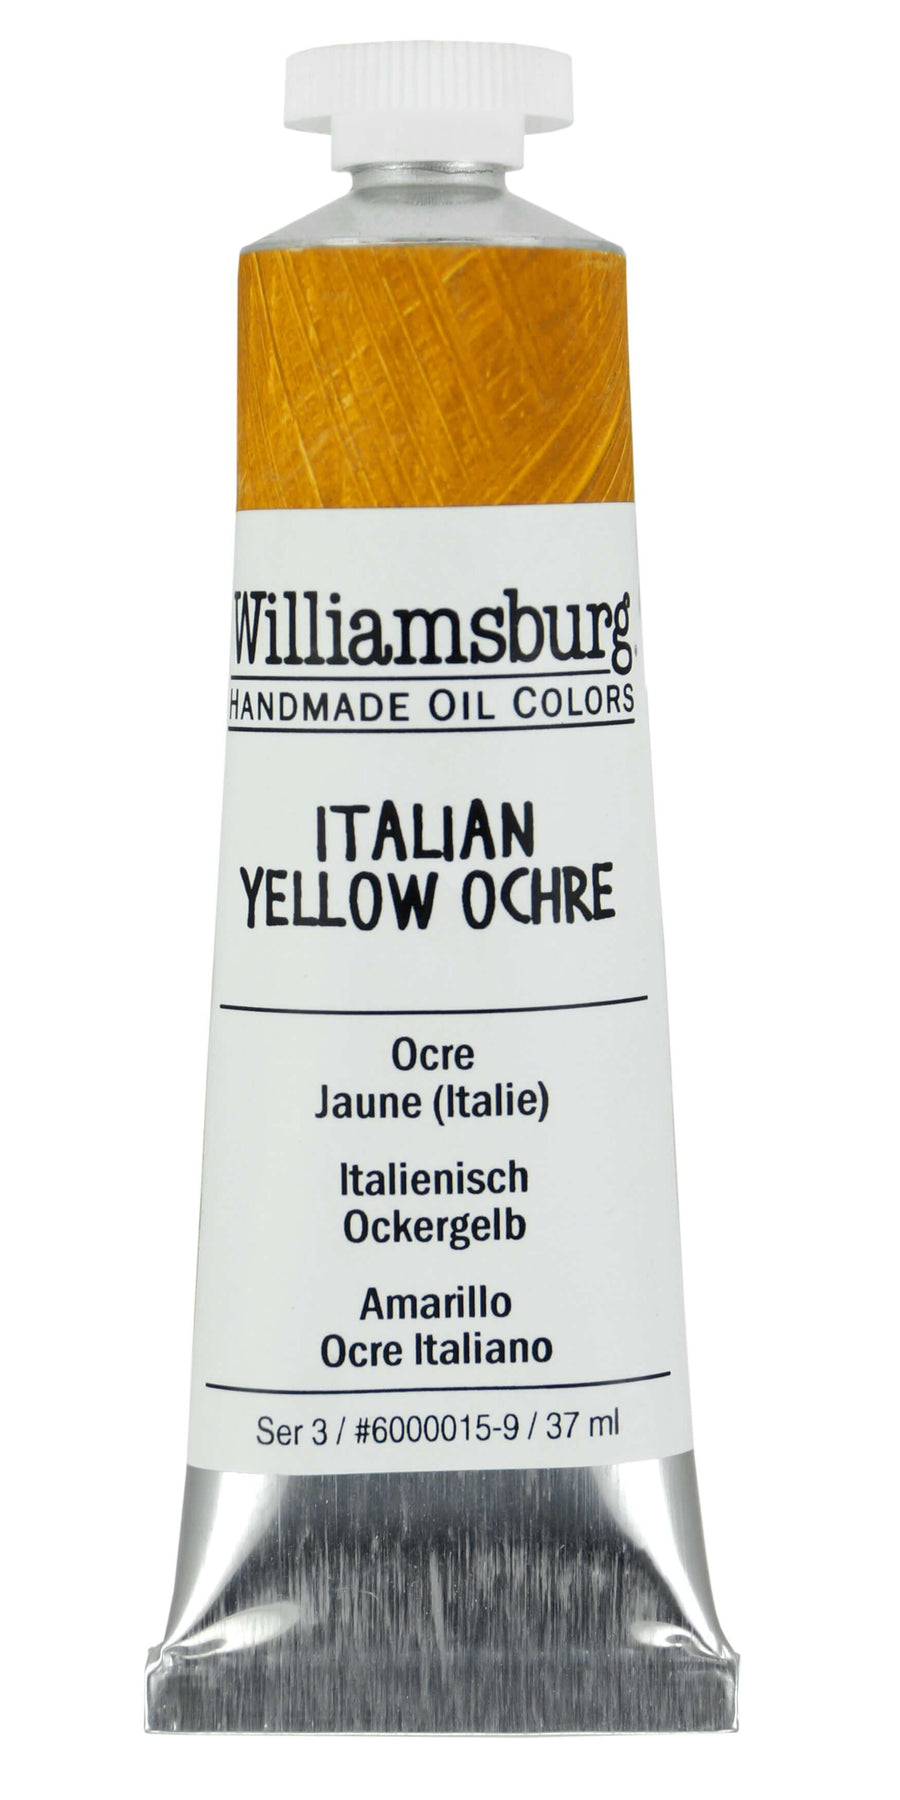 Williamsburg
HANDMADE OIL COLORS
ITALIAN
YELLOW OCHRE
Ocre
Jaune (Italie)
Italienisch
Ockergelb
Amarillo
Ocre Italiano
Ser 3 / #6000015-9 / 37 ml